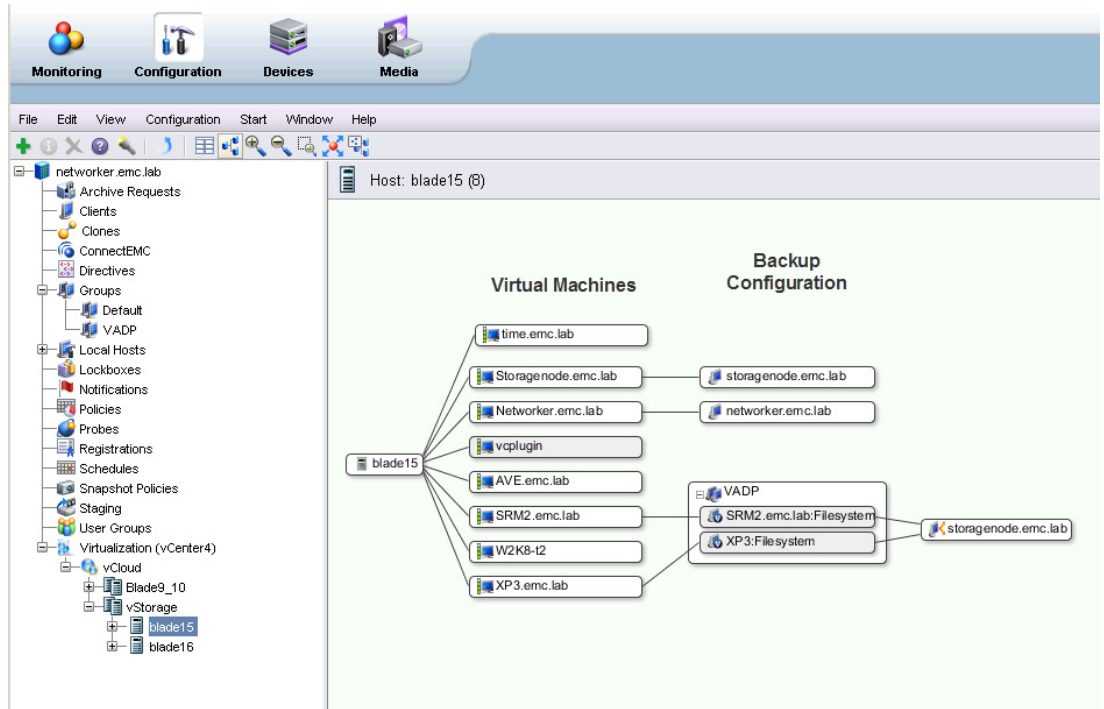 Monitoring Configuration Devices Media
File Edit View Configuration Start Window Help
networker.emc.lab
Archive Requests
Clients
Clones
ConnectEMC
Directives
Groups
Default
VADP
Local Hosts
Lockboxes
Notifications
Policies
Probes
Registrations
Schedules
Snapshot Policies
Staging
User Groups
Virtualization (vCenter4)
vCloud
Blade9_10
vStorage
blade15
blade16
Host: blade15 (8)
Virtual Machines
Backup
Configuration
time.emc.lab
Storagenode.emc.lab
storagenode.emc.lab
Networker.emc.lab
networker.emc.lab
vcplugin
blade15
AVE.emc.lab
VADP
SRM2.emc.lab
SRM2.emc.lab:Filesystem
storagenode.emc.lab
W2K8-t2
XP3:Filesystem
XP3.emc.lab